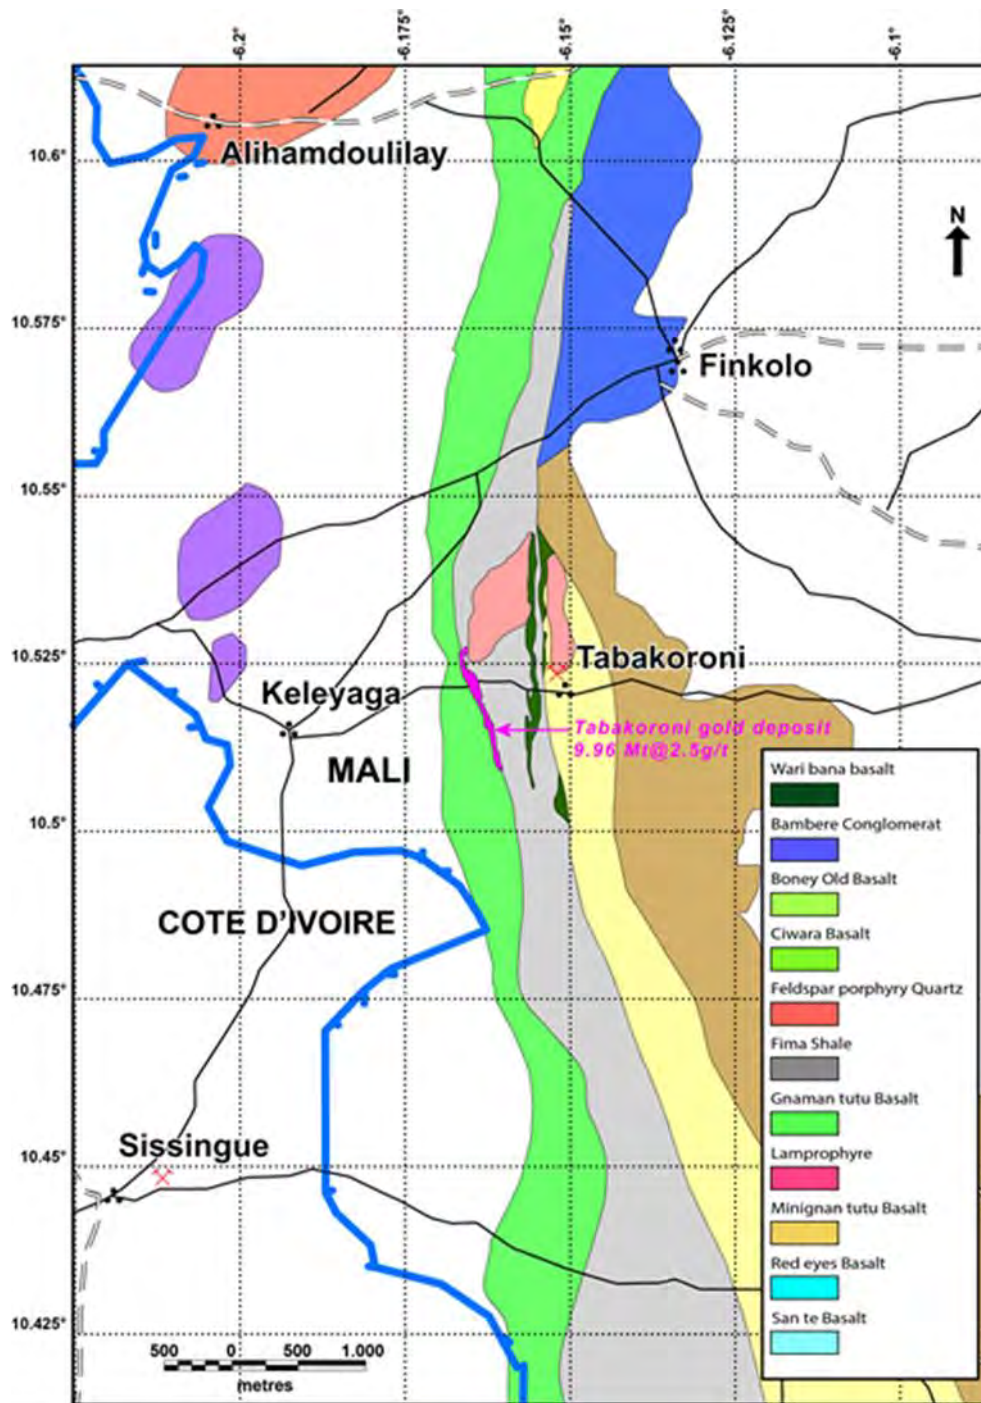 -6.2°
-6.175°
-6.15°
-6.125°
-6.1°
10.6°
Alihamdoulilay
N
10.575°
Finkolo
10.55°
10.525°
Tabakoroni
Keleyaga
Tabakoroni gold deposit
9.96 Mt@2.5g/t
MALI
Wari bana basalt
Bambere Conglomerat
Boney Old Basalt
Ciwara Basalt
Feldspar porphyry Quartz
Fima Shale
Gnaman tutu Basalt
Lamprophyre
Minignan tutu Basalt
Red eyes Basalt
San te Basalt
10.5°
COTE D'IVOIRE
10.475°
Sissingue
10.45°
10.425°
500 0 500 1.000
metres